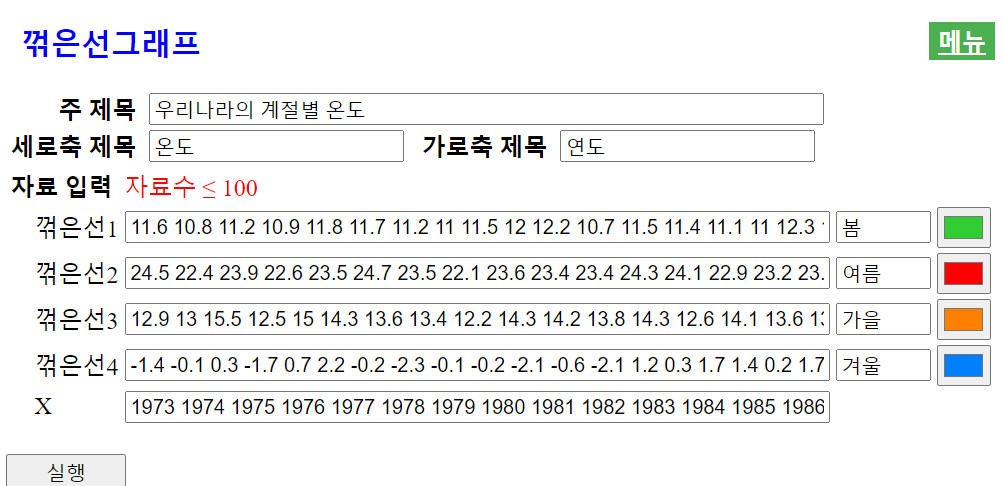 꺾은선그래프 메뉴
주 제목 우리나라의 계절별 온도
세로축 제목 온도 가로축 제목 연도
자료 입력 자료수 ≤ 100
꺾은선1 11.6 10.8 11.2 10.9 11.8 11.7 11.2 11 11.5 12 12.2 10.7 11.5 11.4 11.1 11 12.3 봄
꺾은선2 24.5 22.4 23.9 22.6 23.5 24.7 23.5 22.1 23.6 23.4 23.4 24.3 24.1 22.9 23.2 23. 여름
꺾은선3 12.9 13 15.5 12.5 15 14.3 13.6 13.4 12.2 14.3 14.2 13.8 14.3 12.6 14.1 13.6 가을
꺾은선4 -1.4 -0.1 0.3 -1.7 0.7 2.2 -0.2 -2.3 -0.1 -0.2 -2.1 -0.6 -2.1 1.2 0.3 1.7 1.4 0.2 1.7 겨울
X 1973 1974 1975 1976 1977 1978 1979 1980 1981 1982 1983 1984 1985 1986
실행